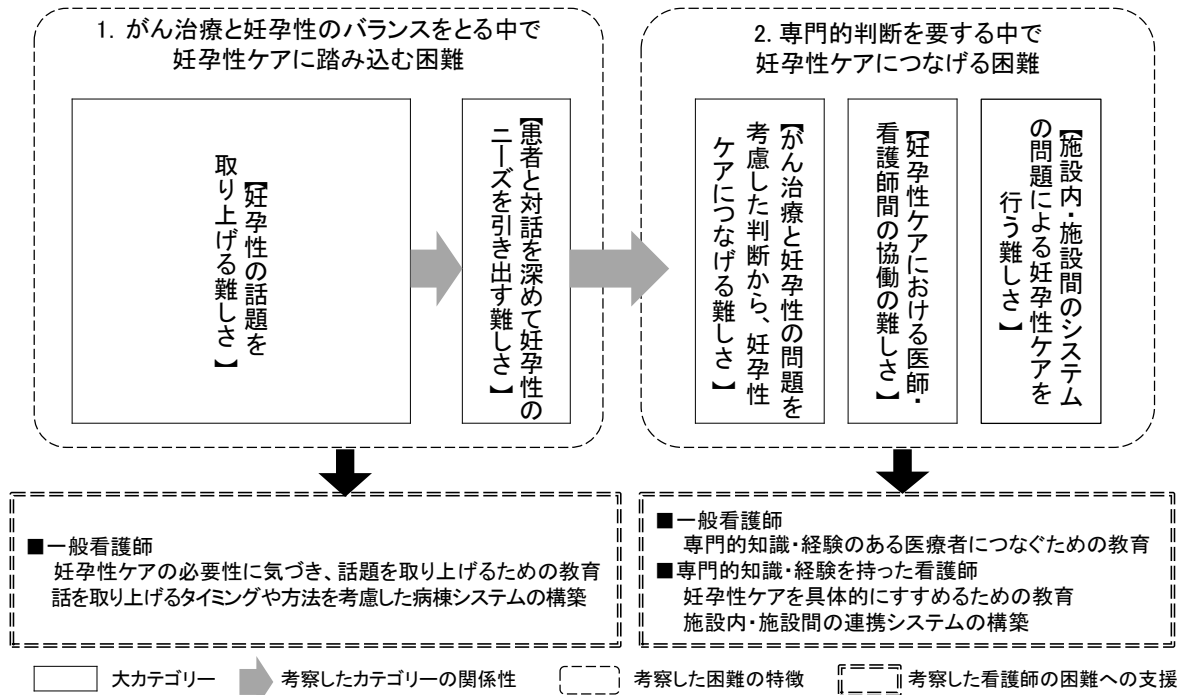 1. がん治療と妊孕性のバランスをとる中で
妊孕性ケアに踏み込む困難
【妊孕性の話題を
取り上げる難しさ】
【患者と対話を深めて妊孕性の
ニーズを引き出す難しさ】
2. 専門的判断を要する中で
妊孕性ケアにつなげる困難
【がん治療と妊孕性の問題を
考慮した判断から、妊孕性
ケアにつなげる難しさ】
【妊孕性ケアにおける医師・
看護師間の協働の難しさ】
【施設内・施設間のシステム
の問題による妊孕性ケアを
行う難しさ】
■一般看護師
妊孕性ケアの必要性に気づき、話題を取り上げるための教育
話を取り上げるタイミングや方法を考慮した病棟システムの構築
■一般看護師
専門的知識・経験のある医療者につなぐための教育
■専門的知識・経験を持った看護師
妊孕性ケアを具体的にすすめるための教育
施設内・施設間の連携システムの構築
大カテゴリー
考察したカテゴリーの関係性
考察した困難の特徴
考察した看護師の困難への支援